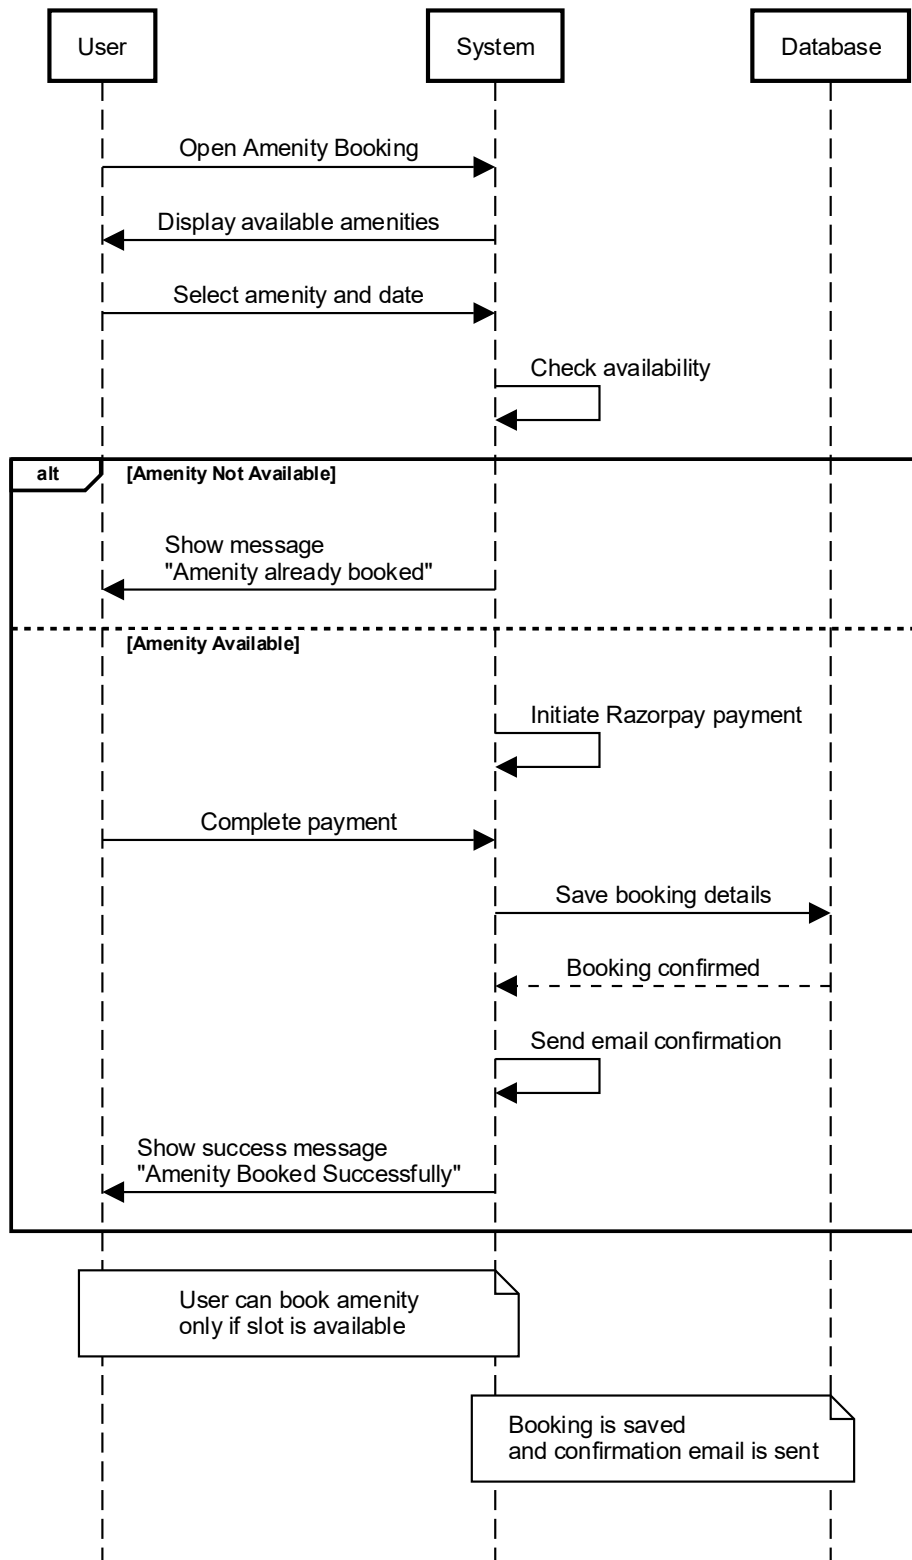 User
System
Database
Open Amenity Booking
Display available amenities
Select amenity and date
Check availability
alt
[Amenity Not Available]
Show message
"Amenity already booked"
[Amenity Available]
Initiate Razorpay payment
Complete payment
Save booking details
Booking confirmed
Send email confirmation
Show success message
"Amenity Booked Successfully"
User can book amenity
only if slot is available
Booking is saved
and confirmation email is sent